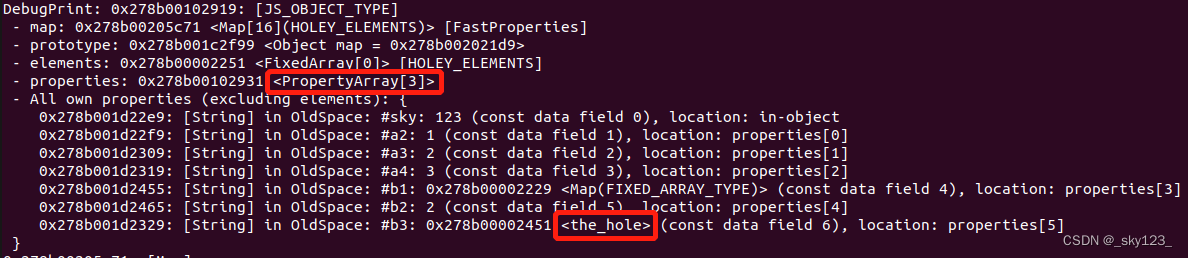 DebugPrint: 0x278b00102919: [JS_OBJECT_TYPE]
- map: 0x278b00205c71 <Map[16](HOLEY_ELEMENTS)> [FastProperties]
- prototype: 0x278b001c2f99 <Object map = 0x278b002021d9>
- elements: 0x278b00002251 <FixedArray[0]> [HOLEY_ELEMENTS]
- properties: 0x278b00102931 <PropertyArray[3]>
- All own properties (excluding elements): {
0x278b001d22e9: [String] in OldSpace: #sky: 123 (const data field 0), location: in-object
0x278b001d22f9: [String] in OldSpace: #a2: 1 (const data field 1), location: properties[0]
0x278b001d2309: [String] in OldSpace: #a3: 2 (const data field 2), location: properties[1]
0x278b001d2319: [String] in OldSpace: #a4: 3 (const data field 3), location: properties[2]
0x278b001d2455: [String] in OldSpace: #b1: 0x278b00002229 <Map(FIXED_ARRAY_TYPE)> (const data field 4), location: properties[3]
0x278b001d2465: [String] in OldSpace: #b2: 2 (const data field 5), location: properties[4]
0x278b001d2329: [String] in OldSpace: #b3: 0x278b00002451 <the_hole> (const data field 6), location: properties[5]
}
CSDN @_sky123_